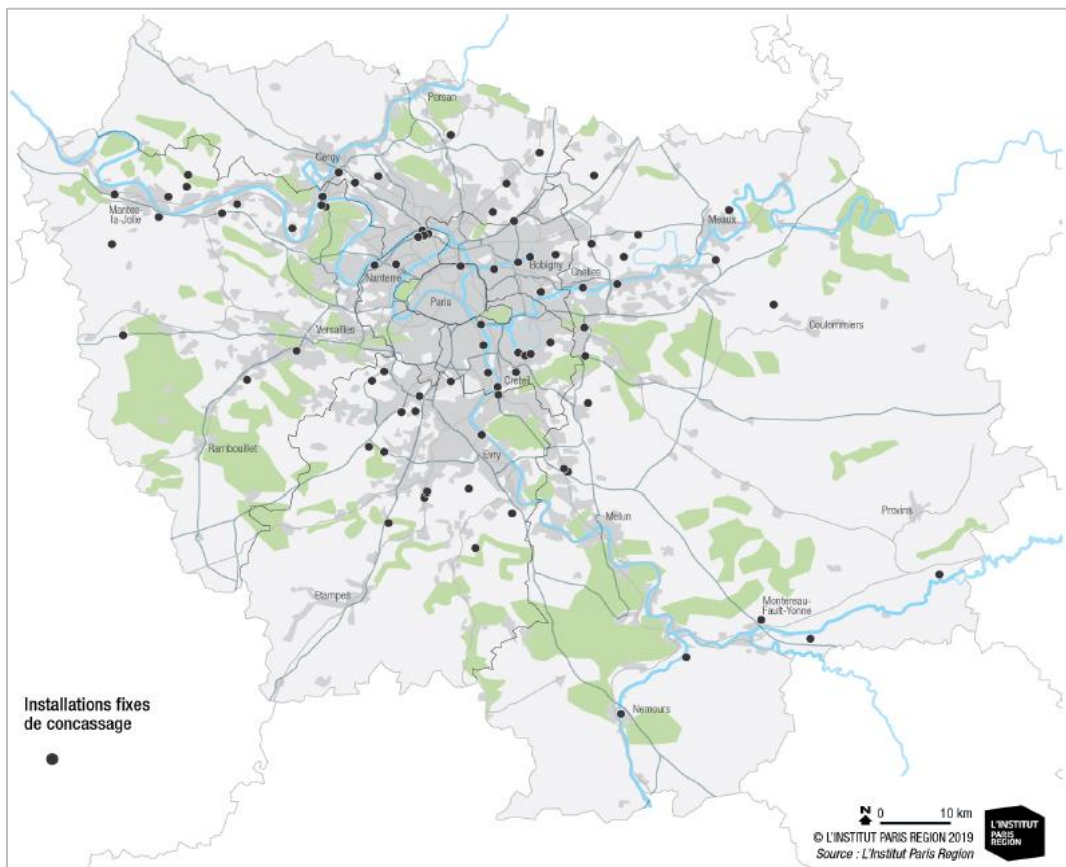 Persan
Cergy
Mantes-
la-Jolie
Meaux
Nanterre
Bobigny
Chelles
Paris
Versailles
Coulommiers
Créteil
Rambouillet
Evry
Melun
Provins
Etampes
Montereau-
Fault-Yonne
Nemours
Installations fixes
de concassage
N
0 10 km
© L'INSTITUT PARIS REGION 2019
Source : L'Institut Paris Region
L'INSTITUT
PARIS
REGION